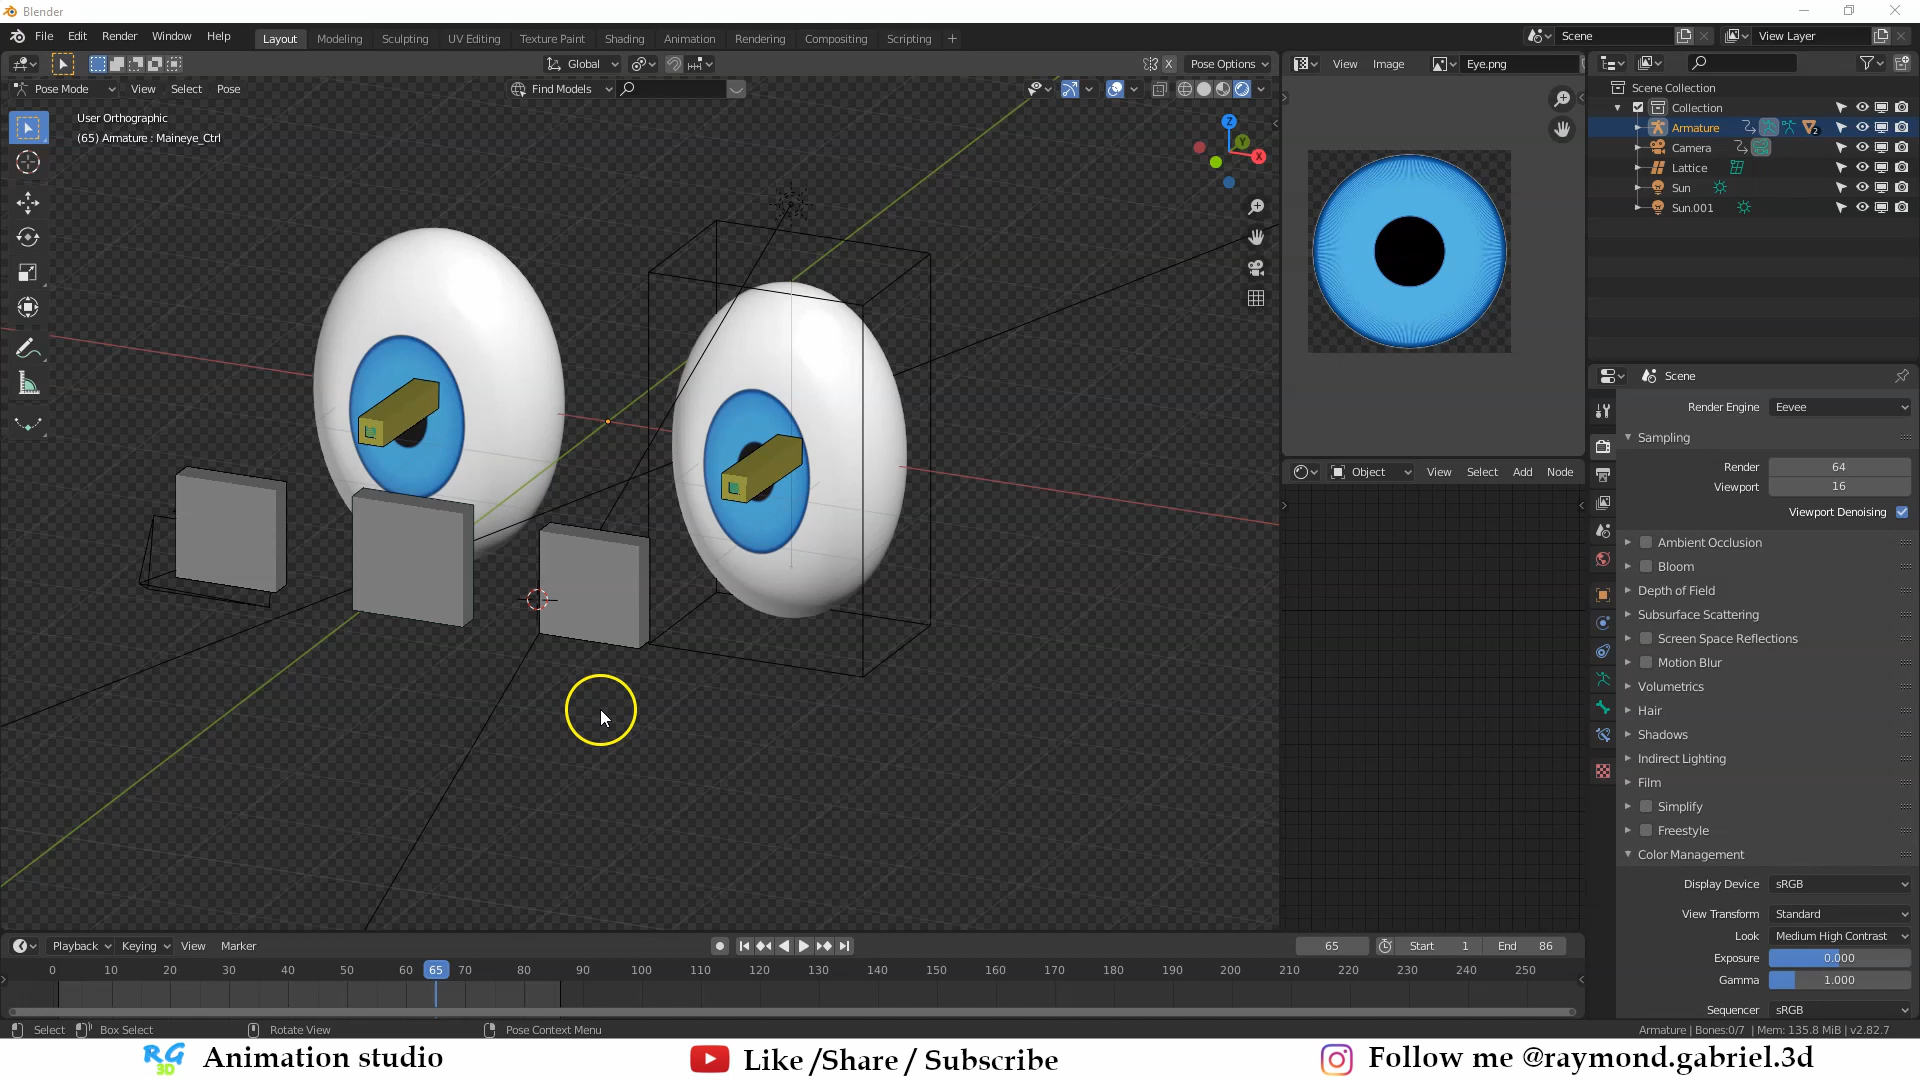 Blender
File Edit Render Window Help Layout Modeling Sculpting UV Editing Texture Paint Shading Animation Rendering Compositing Scripting + Scene View Layer
Global X Pose Options View Image Eye.png
Pose Mode View Select Pose Find Models
User Orthographic
(65) Armature : Maineye_Ctrl
Z
Y
X
Scene Collection
Collection
Armature 2
Camera
Lattice
Sun
Sun.001
Scene
Render Engine Eevee
Sampling
Render 64
Viewport 16
Viewport Denoising
Ambient Occlusion
Bloom
Depth of Field
Subsurface Scattering
Screen Space Reflections
Motion Blur
Volumetrics
Hair
Shadows
Indirect Lighting
Film
Simplify
Freestyle
Color Management
Display Device sRGB
View Transform Standard
Look Medium High Contrast
Exposure 0.000
Gamma 1.000
Sequencer sRGB
Object View Select Add Node
Playback Keying View Marker 65 Start 1 End 86
0 10 20 30 40 50 60 65 70 80 90 100 110 120 130 140 150 160 170 180 190 200 210 220 230 240 250
Select Box Select Rotate View Pose Context Menu Armature | Bones:0/7 | Mem: 135.8 MiB | v2.82.7
RG 3D Animation studio Like /Share / Subscribe Follow me @raymond.gabriel.3d